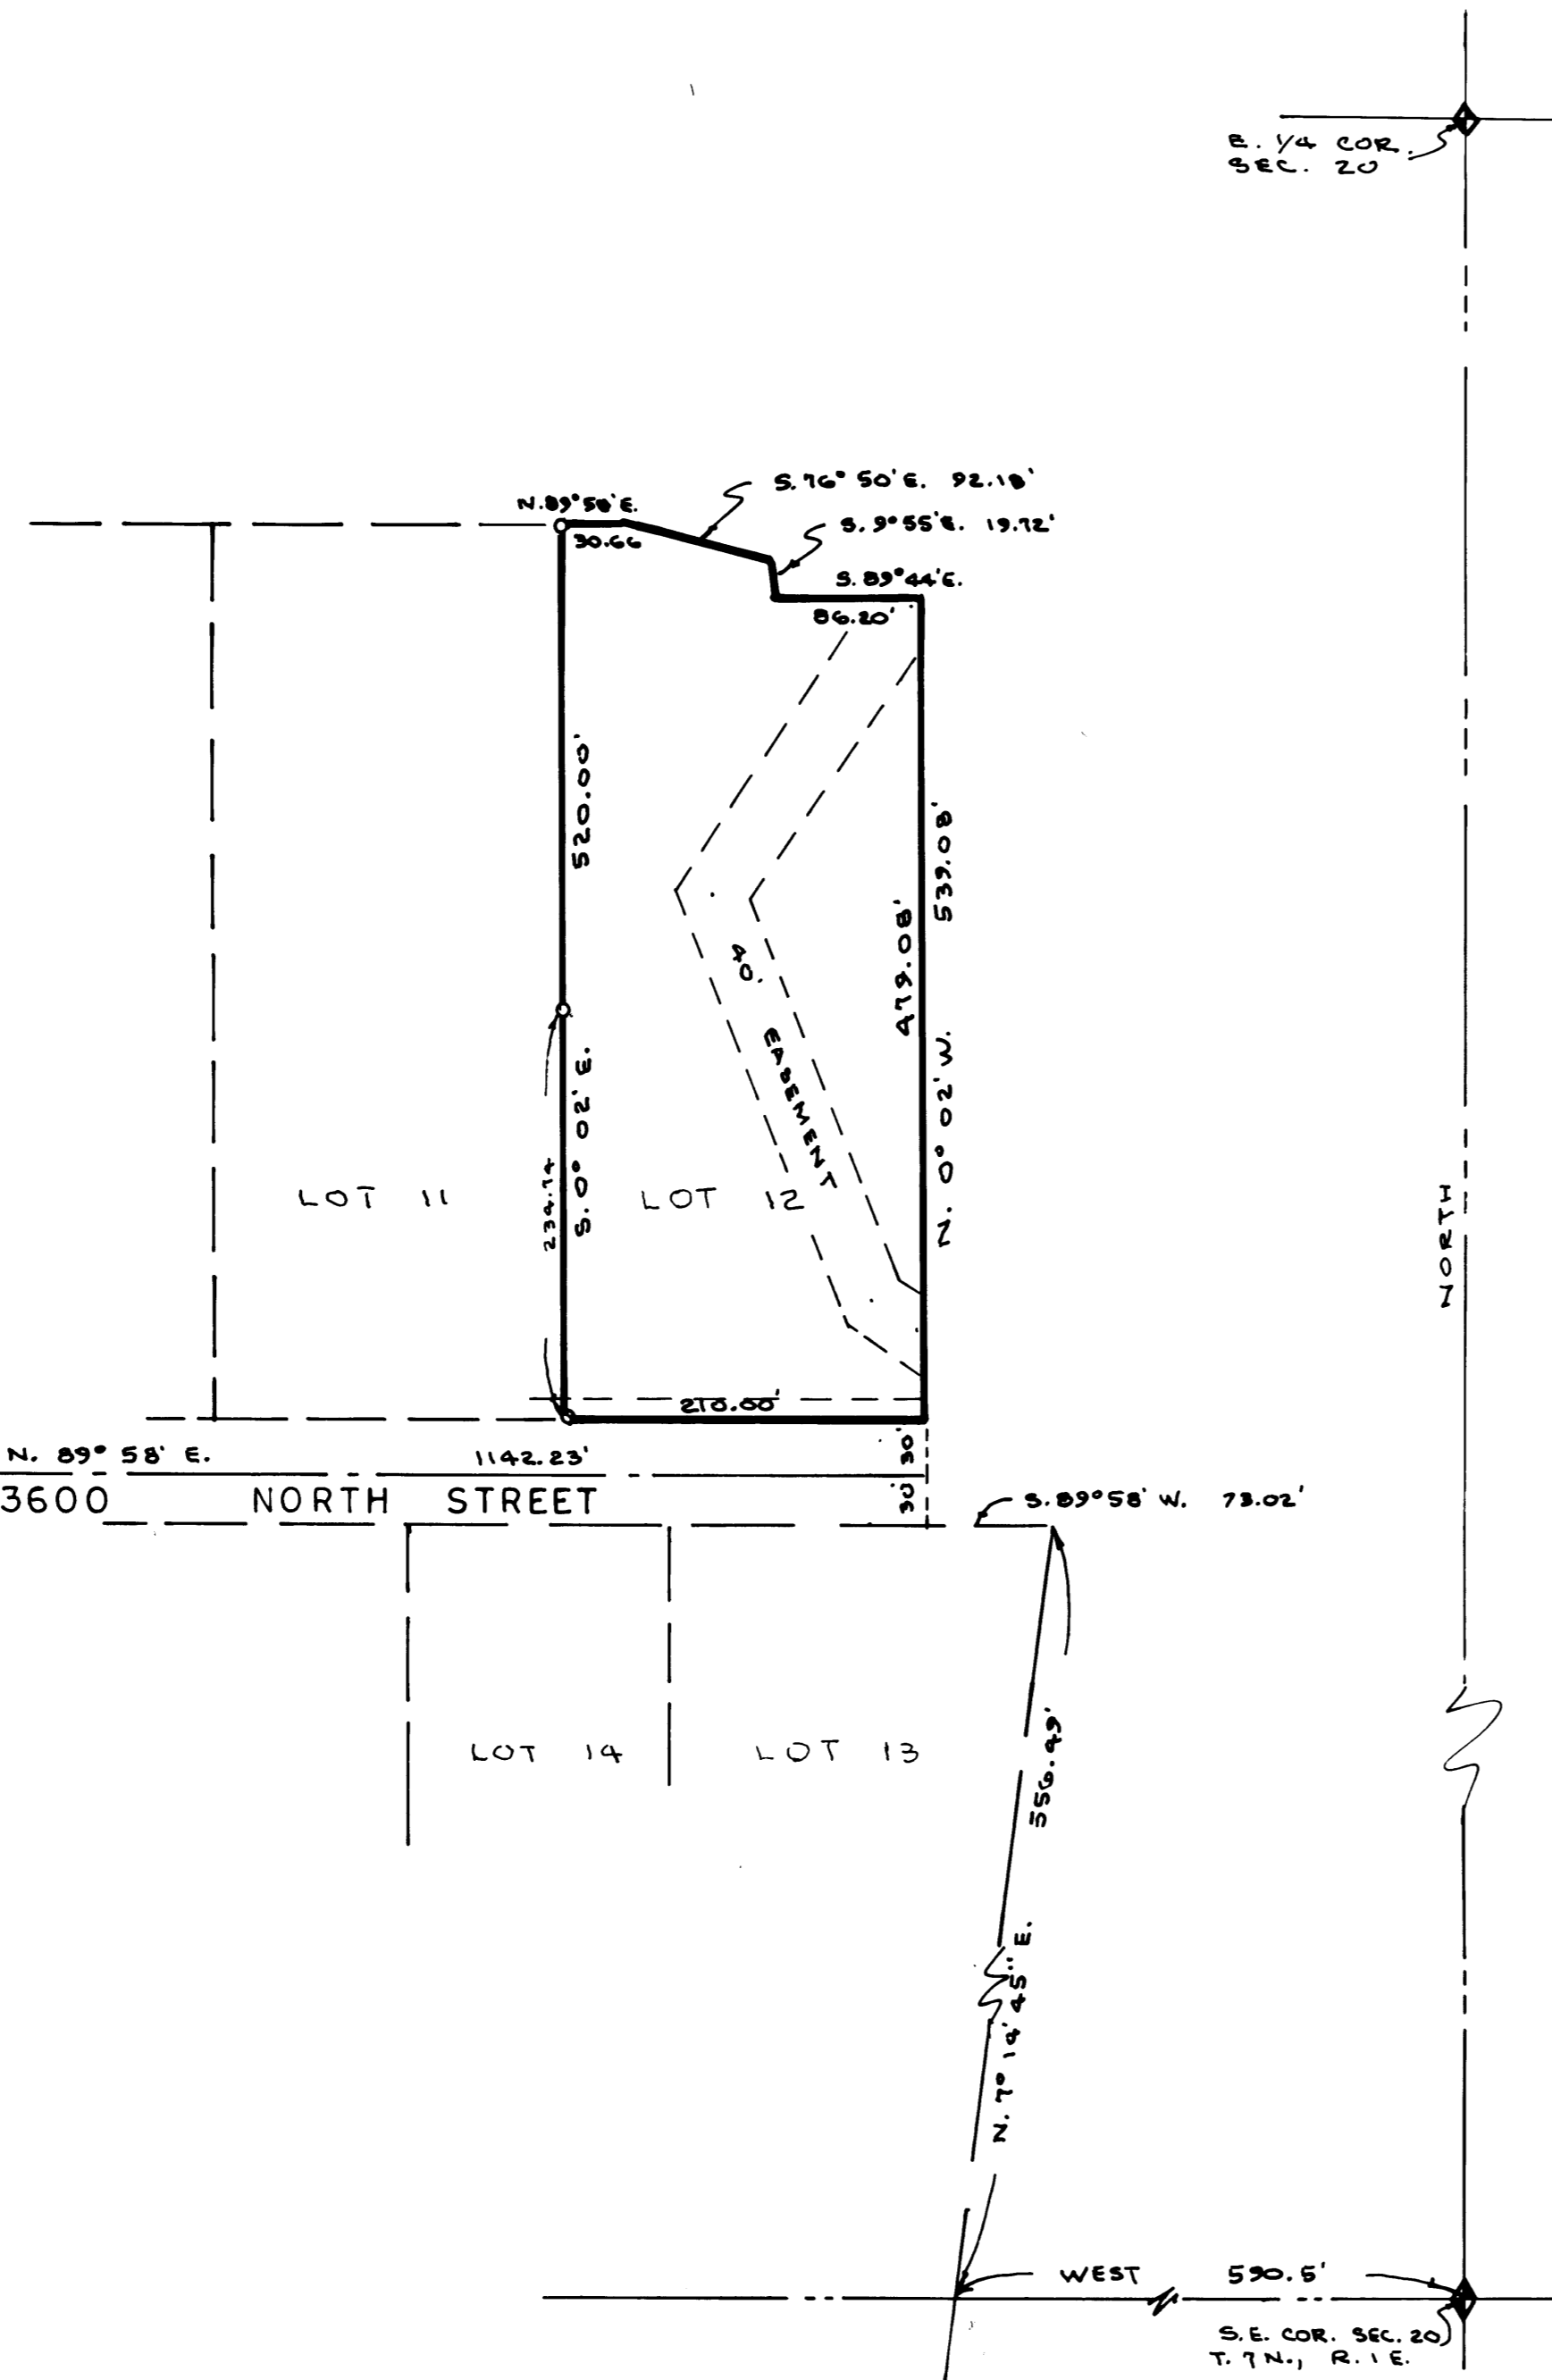 E. 1/4 COR.
SEC. 20
S. 76° 50' E. 92.18'
N. 89° 58' E.
30.66
S. 9° 55' E. 19.72'
S. 89° 44' E.
86.20'
520.00'
539.08'
479.08'
40'
EASEMENT
S. 0° 02' E.
N. 0° 02' W.
234.74
LOT 11
LOT 12
NORTH
210.00'
N. 89° 58' E. 1142.23'
30' 30'
3600 NORTH STREET
S. 89° 58' W. 73.02'
LOT 14
LOT 13
556.49'
N. 7° 14' 45" E.
WEST 590.5'
S.E. COR. SEC. 20
T. 7 N., R. 1 E.